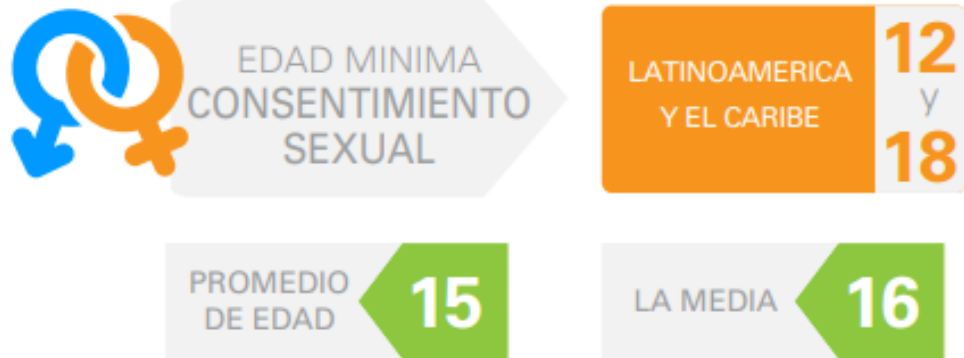 EDAD MINIMA
CONSENTIMIENTO
SEXUAL
LATINOAMERICA
Y EL CARIBE
12
y
18
PROMEDIO
DE EDAD
15
LA MEDIA
16